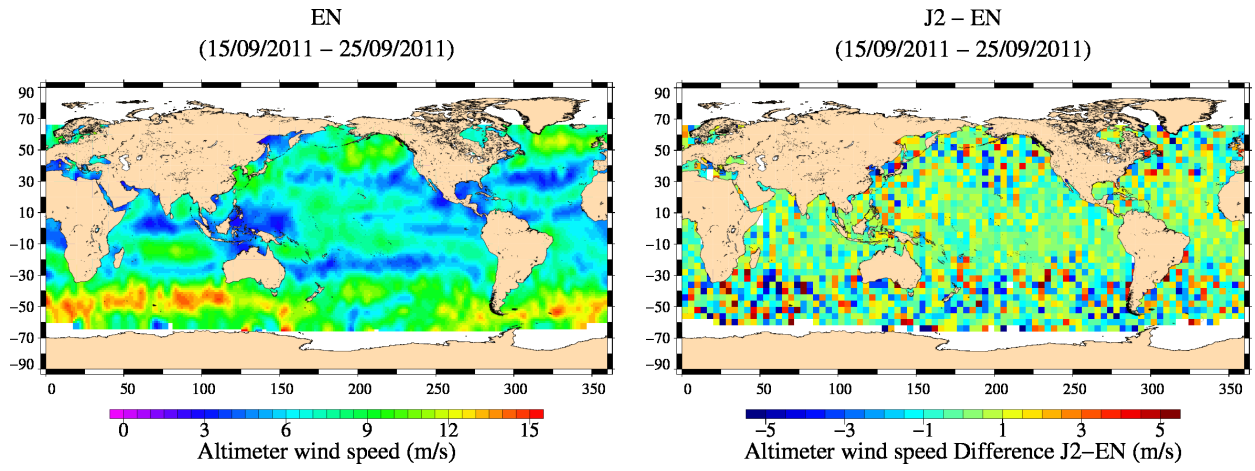 EN
(15/09/2011 – 25/09/2011)
90
70
50
30
10
−10
−30
−50
−70
−90
0 50 100 150 200 250 300 350
0 3 6 9 12 15
Altimeter wind speed (m/s)
J2 – EN
(15/09/2011 – 25/09/2011)
90
70
50
30
10
−10
−30
−50
−70
−90
50 100 150 200 250 300 350
−5 −3 −1 1 3 5
Altimeter wind speed Difference J2−EN (m/s)